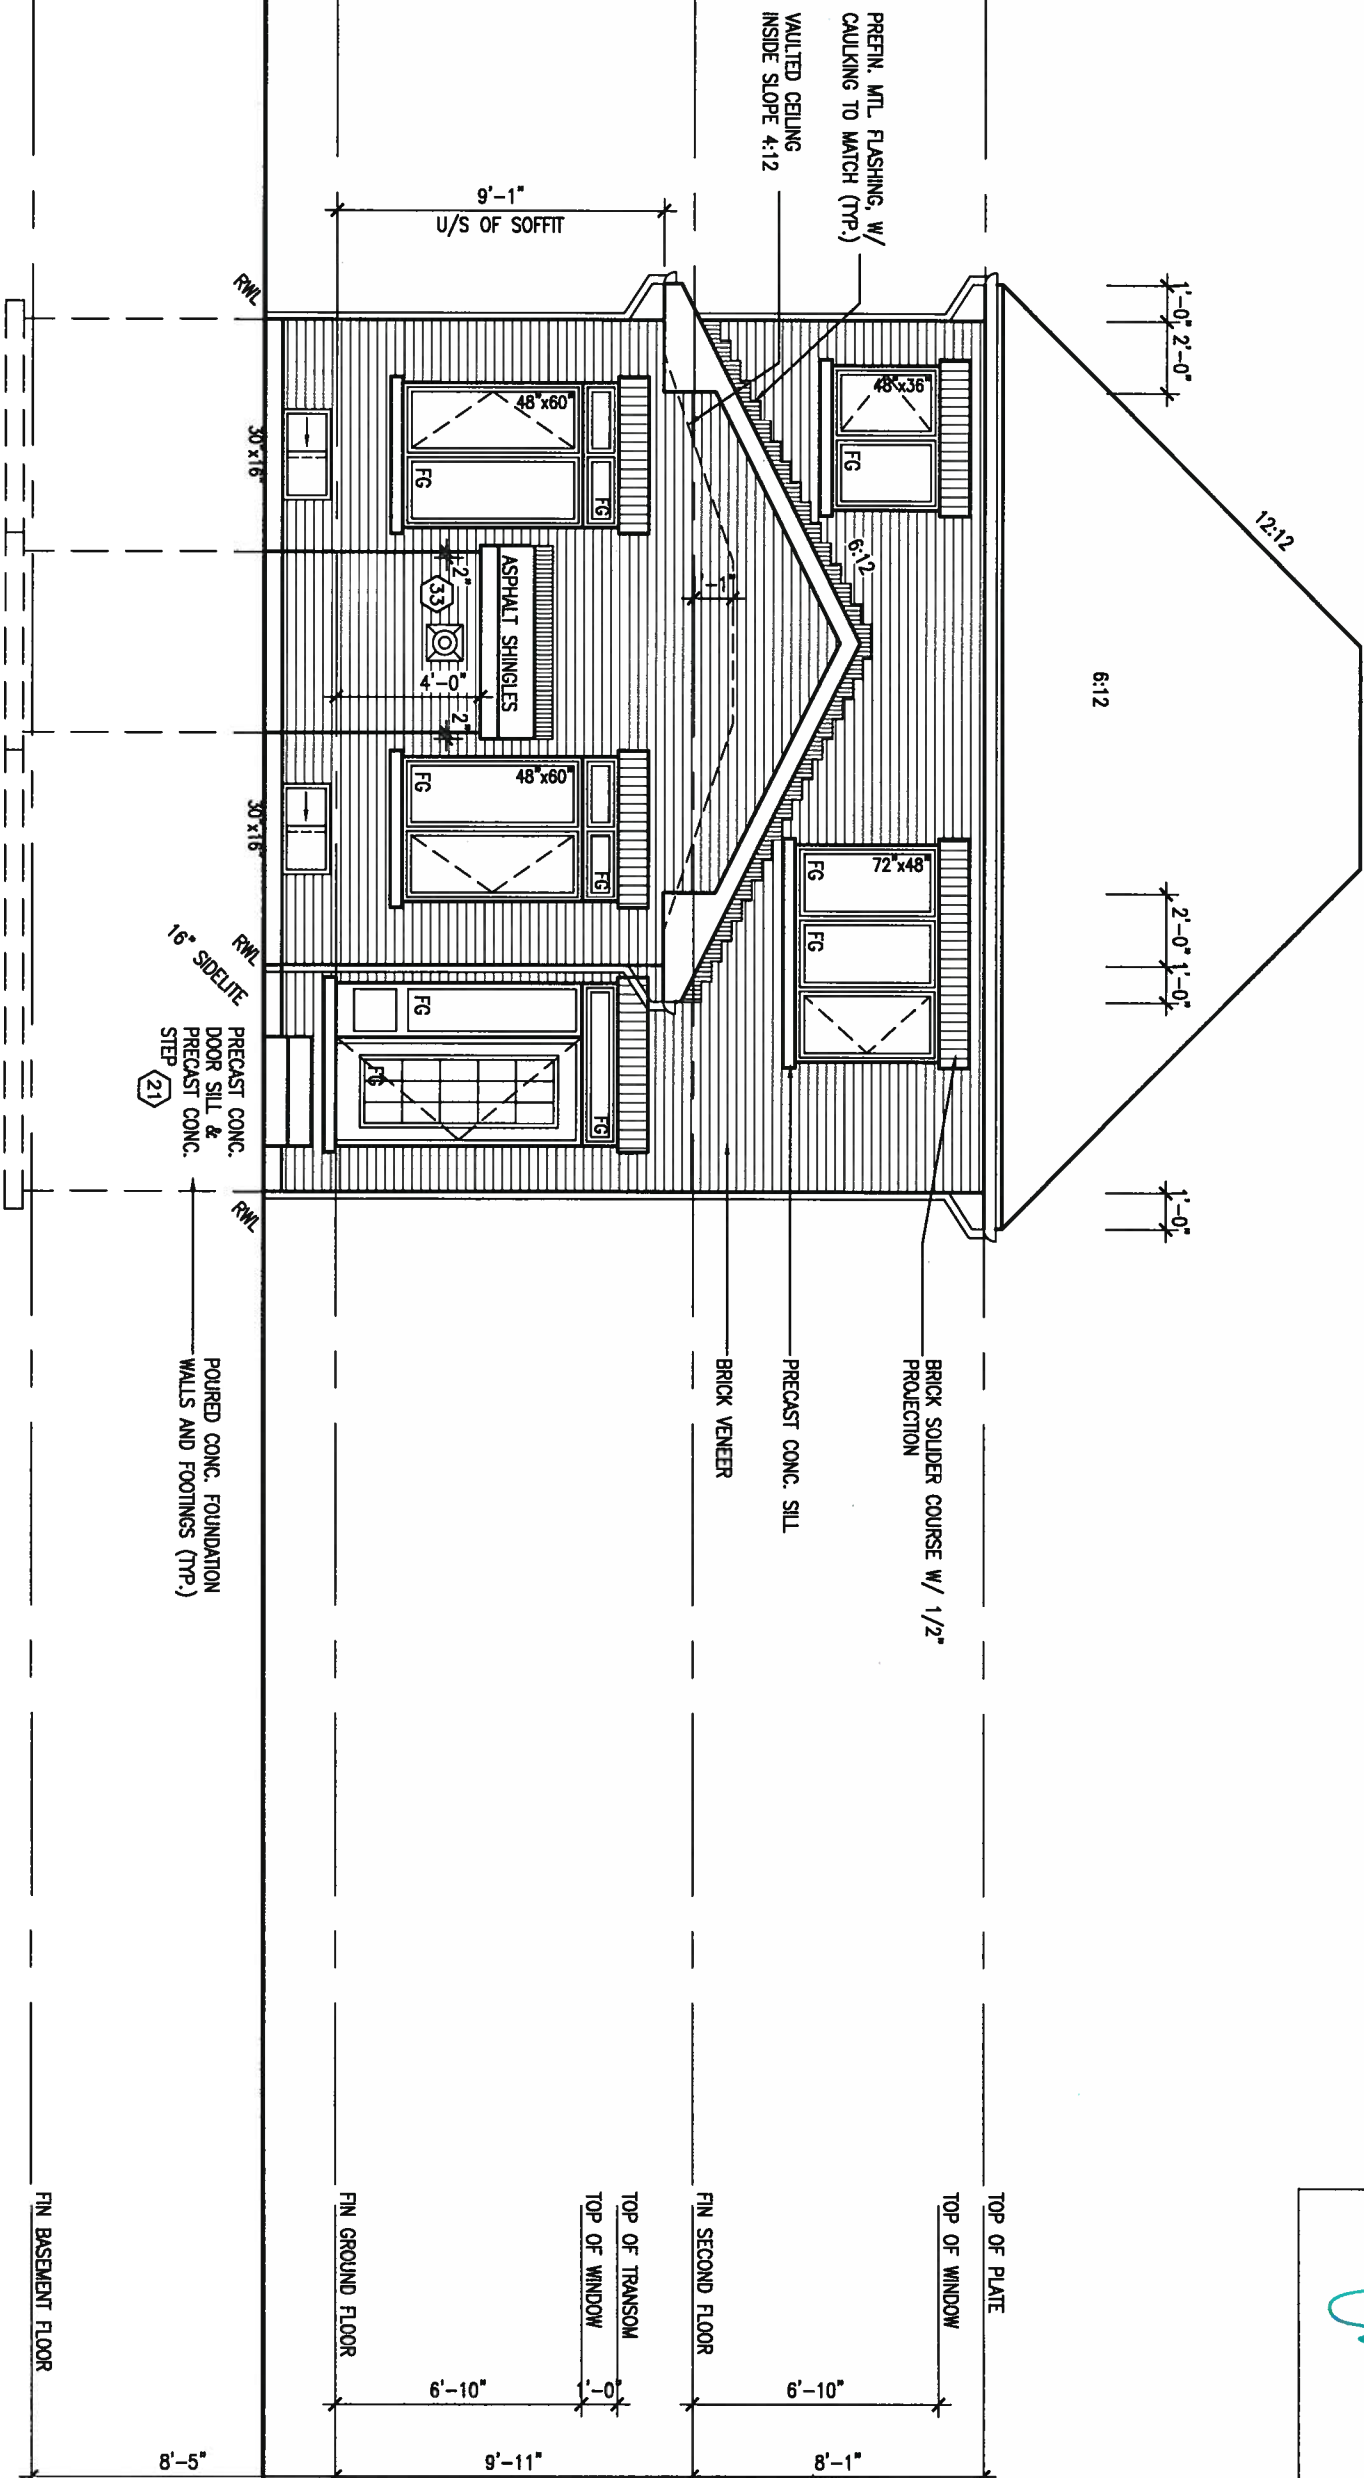 12:12
6:12
1'-0"
2'-0"
2'-0"
1'-0"
1'-0"
PREFIN. MTL. FLASHING, W/
CAULKING TO MATCH (TYP.)
VAULTED CEILING
INSIDE SLOPE 4:12
48"x36"
FG
72"x48"
FG
FG
6:12
BRICK SOLIDER COURSE W/ 1/2"
PROJECTION
PRECAST CONC. SILL
BRICK VENEER
9'-1"
U/S OF SOFFIT
48"x60"
FG
FG
ASPHALT SHINGLES
2"
33
4'-0"
2"
48"x60"
FG
FG
FG
FG
FG
RWL
30"x16"
30"x16"
RWL
16" SIDELITE
RWL
PRECAST CONC.
DOOR SILL &
PRECAST CONC.
STEP
21
POURED CONC. FOUNDATION
WALLS AND FOOTINGS (TYP.)
TOP OF PLATE
TOP OF WINDOW
FIN SECOND FLOOR
TOP OF TRANSOM
TOP OF WINDOW
FIN GROUND FLOOR
FIN BASEMENT FLOOR
6'-10"
1'-0"
6'-10"
8'-1"
9'-11"
8'-5"